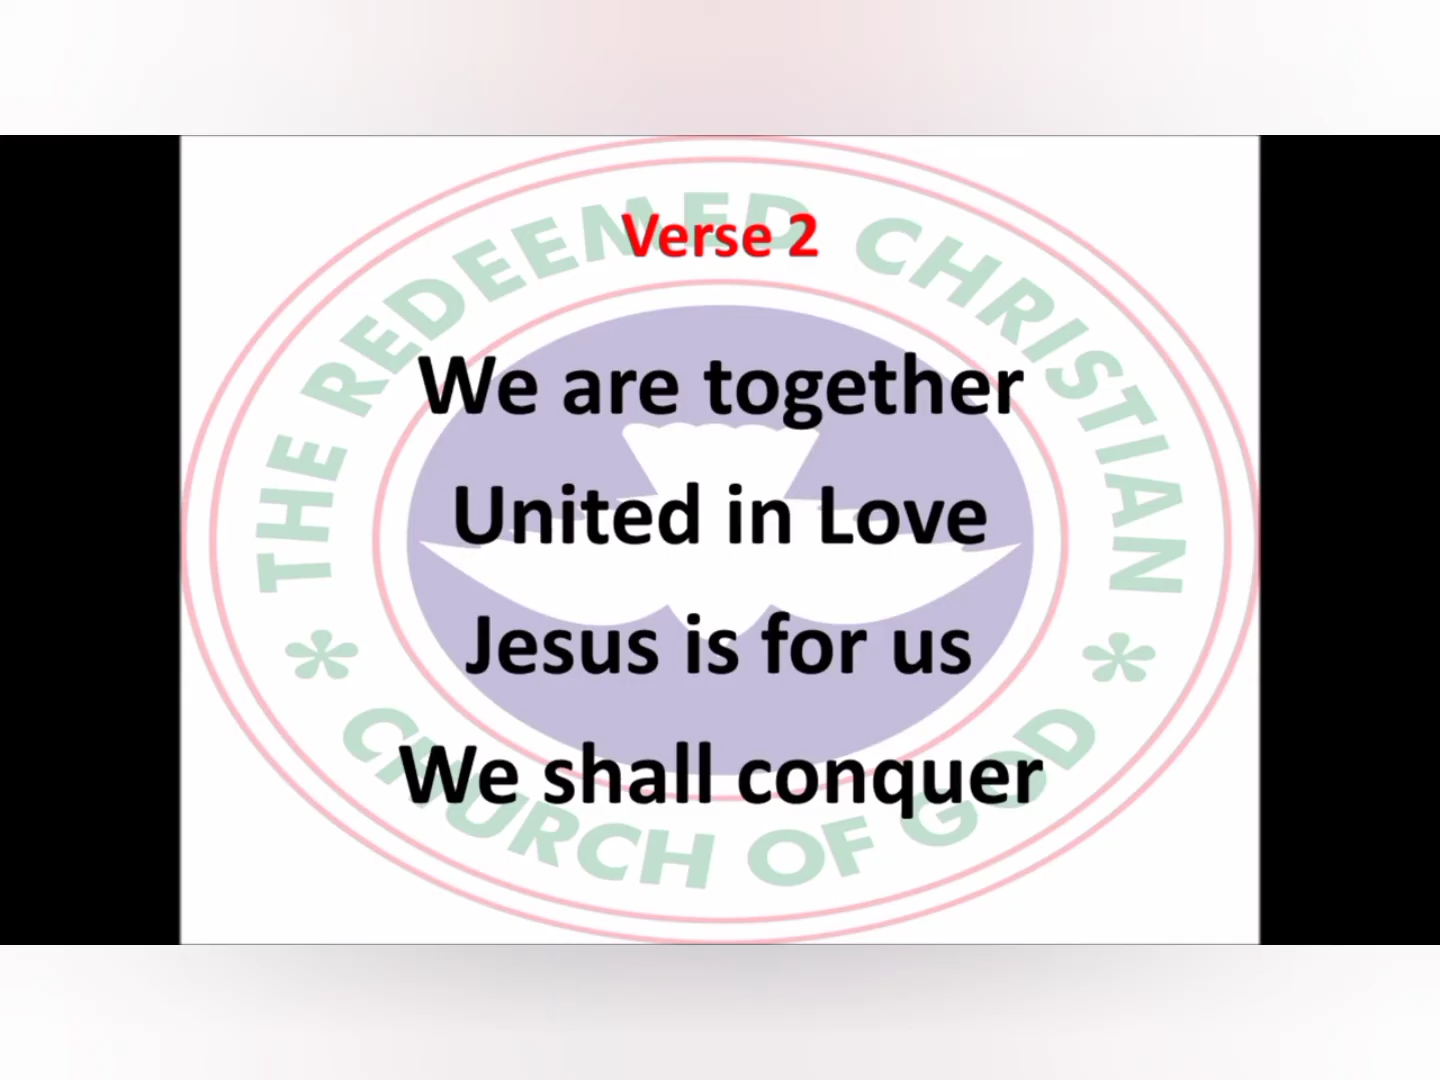 Verse 2
We are together
United in Love
Jesus is for us
We shall conquer
THE REDEEMED CHRISTIAN
* CHURCH OF GOD *